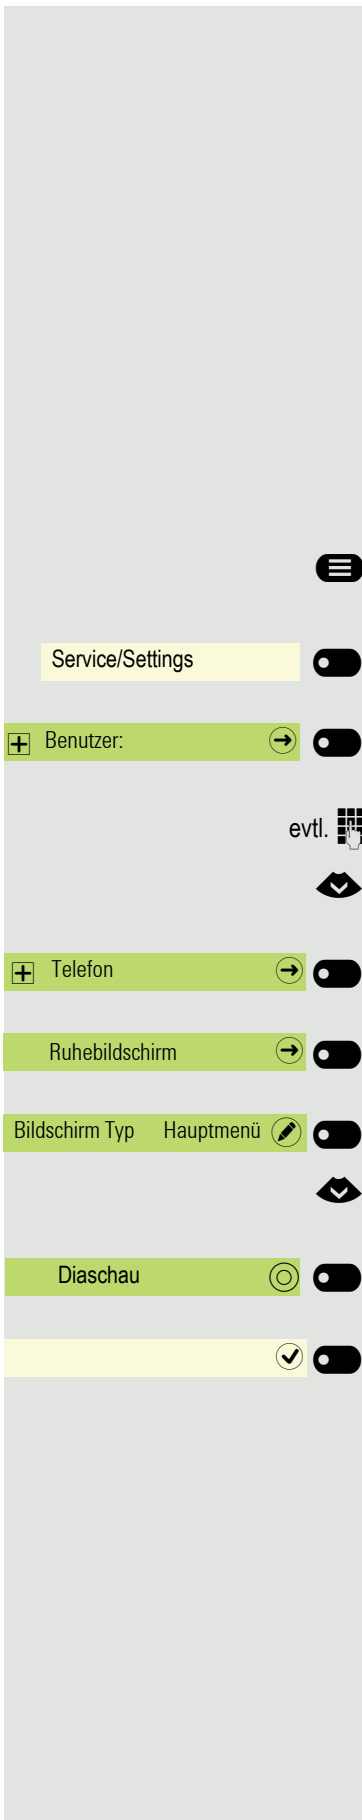 Service/Settings
Benutzer:
evtl.
Telefon
Ruhebildschirm
Bildschirm Typ Hauptmenü
Diaschau